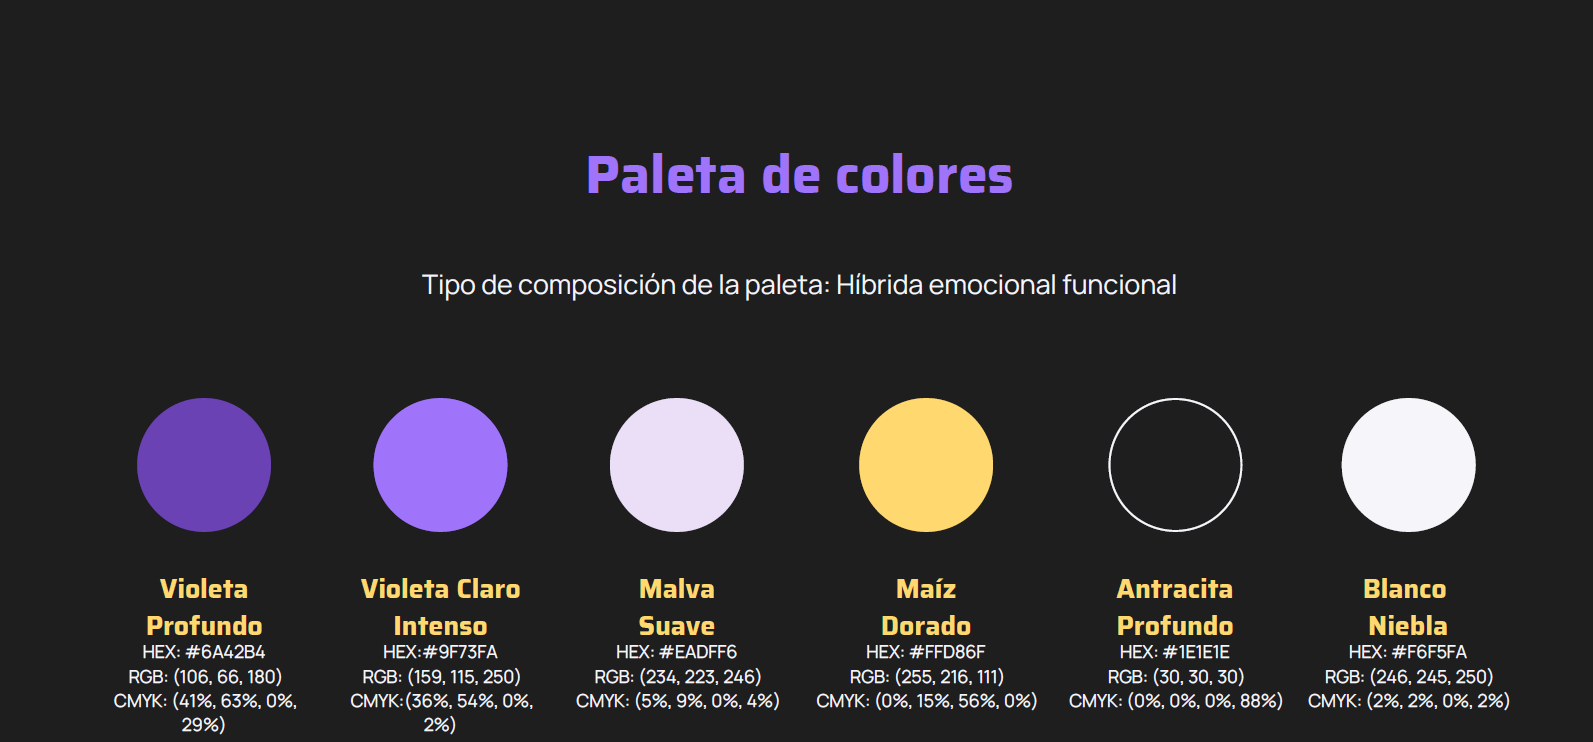 Paleta de colores
Tipo de composición de la paleta: Híbrida emocional funcional
Violeta
Profundo
HEX: #6A42B4
RGB: (106, 66, 180)
CMYK: (41%, 63%, 0%,
29%)
Violeta Claro
Intenso
HEX:#9F73FA
RGB: (159, 115, 250)
CMYK:(36%, 54%, 0%,
2%)
Malva
Suave
HEX: #EADFF6
RGB: (234, 223, 246)
CMYK: (5%, 9%, 0%, 4%)
Maíz
Dorado
HEX: #FFD86F
RGB: (255, 216, 111)
CMYK: (0%, 15%, 56%, 0%)
Antracita
Profundo
HEX: #1E1E1E
RGB: (30, 30, 30)
CMYK: (0%, 0%, 0%, 88%)
Blanco
Niebla
HEX: #F6F5FA
RGB: (246, 245, 250)
CMYK: (2%, 2%, 0%, 2%)